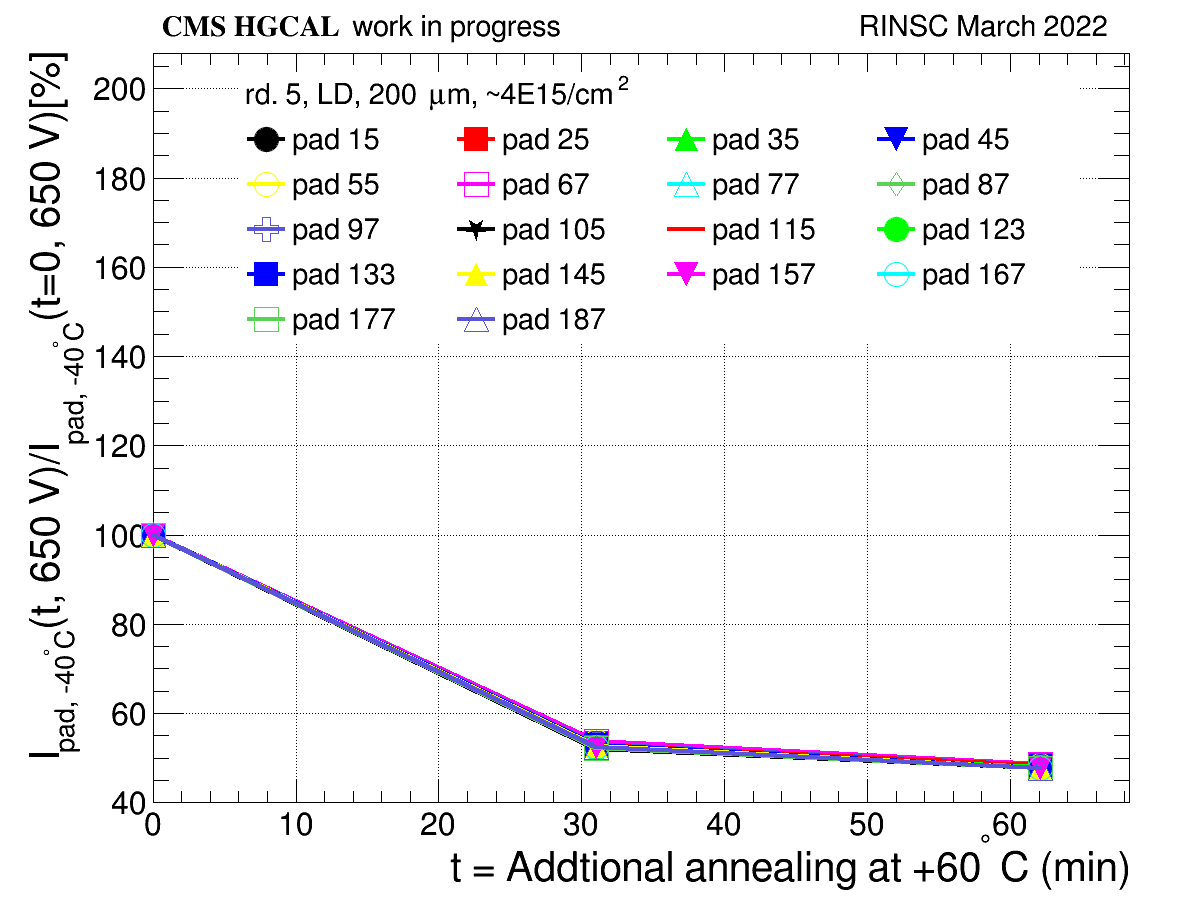 CMS HGCAL work in progress RINSC March 2022
rd. 5, LD, 200 μm, ~4E15/cm²
pad 15 pad 25 pad 35 pad 45
pad 55 pad 67 pad 77 pad 87
pad 97 pad 105 pad 115 pad 123
pad 133 pad 145 pad 157 pad 167
pad 177 pad 187
I pad, -40°C (t, 650 V)/I pad, -40°C (t=0, 650 V)[%]
200
180
160
140
120
100
80
60
40
0 10 20 30 40 50 60
t = Addtional annealing at +60°C (min)